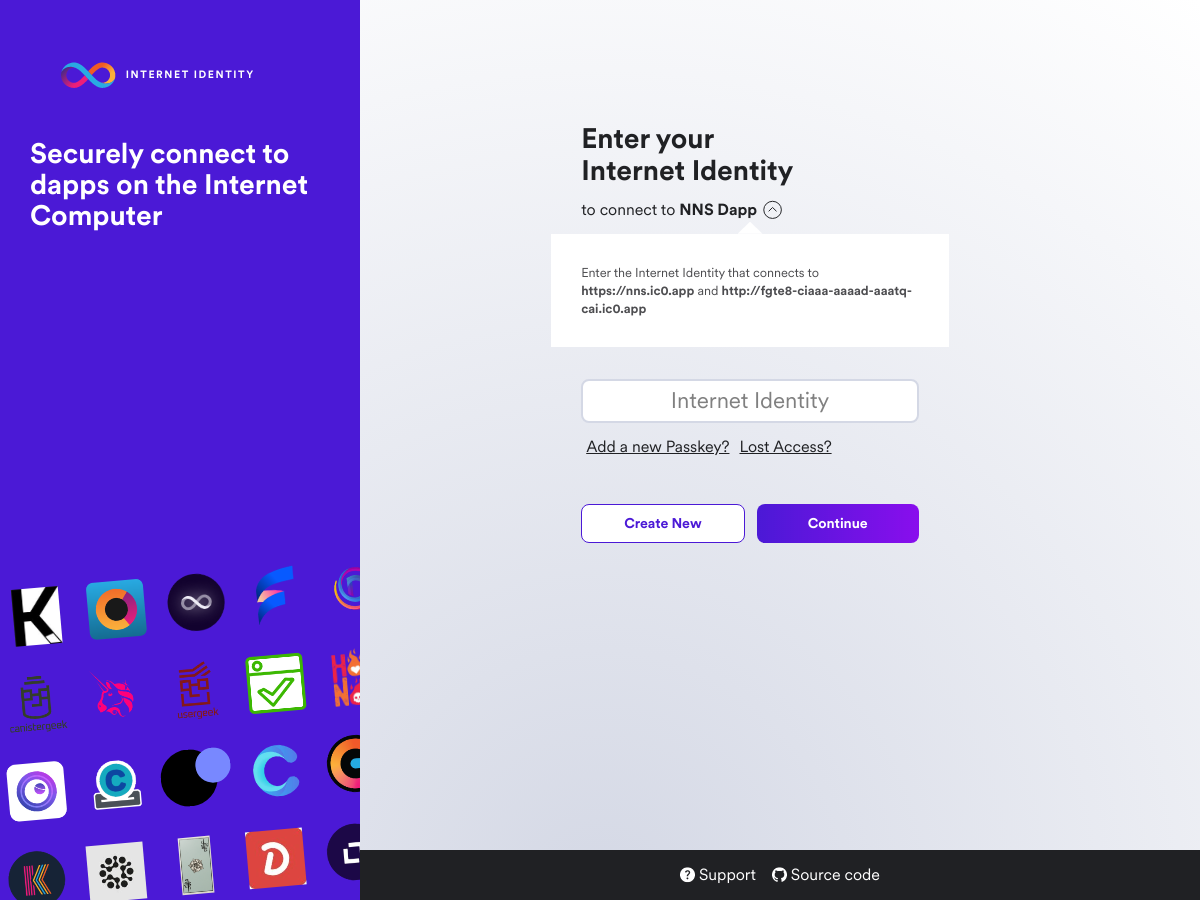 INTERNET IDENTITY
Securely connect to
dapps on the Internet
Computer
Enter your
Internet Identity
to connect to NNS Dapp
Enter the Internet Identity that connects to
https://nns.ic0.app and http://fgte8-ciaaa-aaaad-aaatq-
cai.ic0.app
Internet Identity
Add a new Passkey? Lost Access?
Create New
Continue
Support
Source code